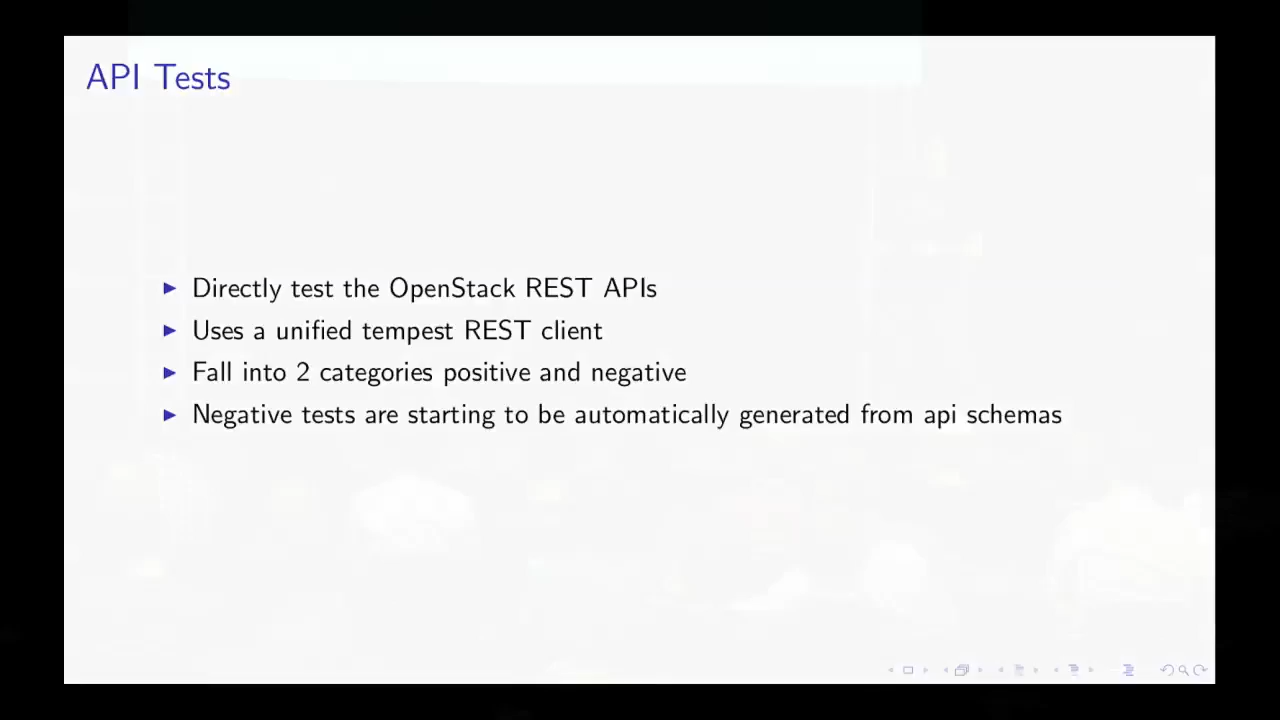 API Tests
Directly test the OpenStack REST APIs
Uses a unified tempest REST client
Fall into 2 categories positive and negative
Negative tests are starting to be automatically generated from api schemas